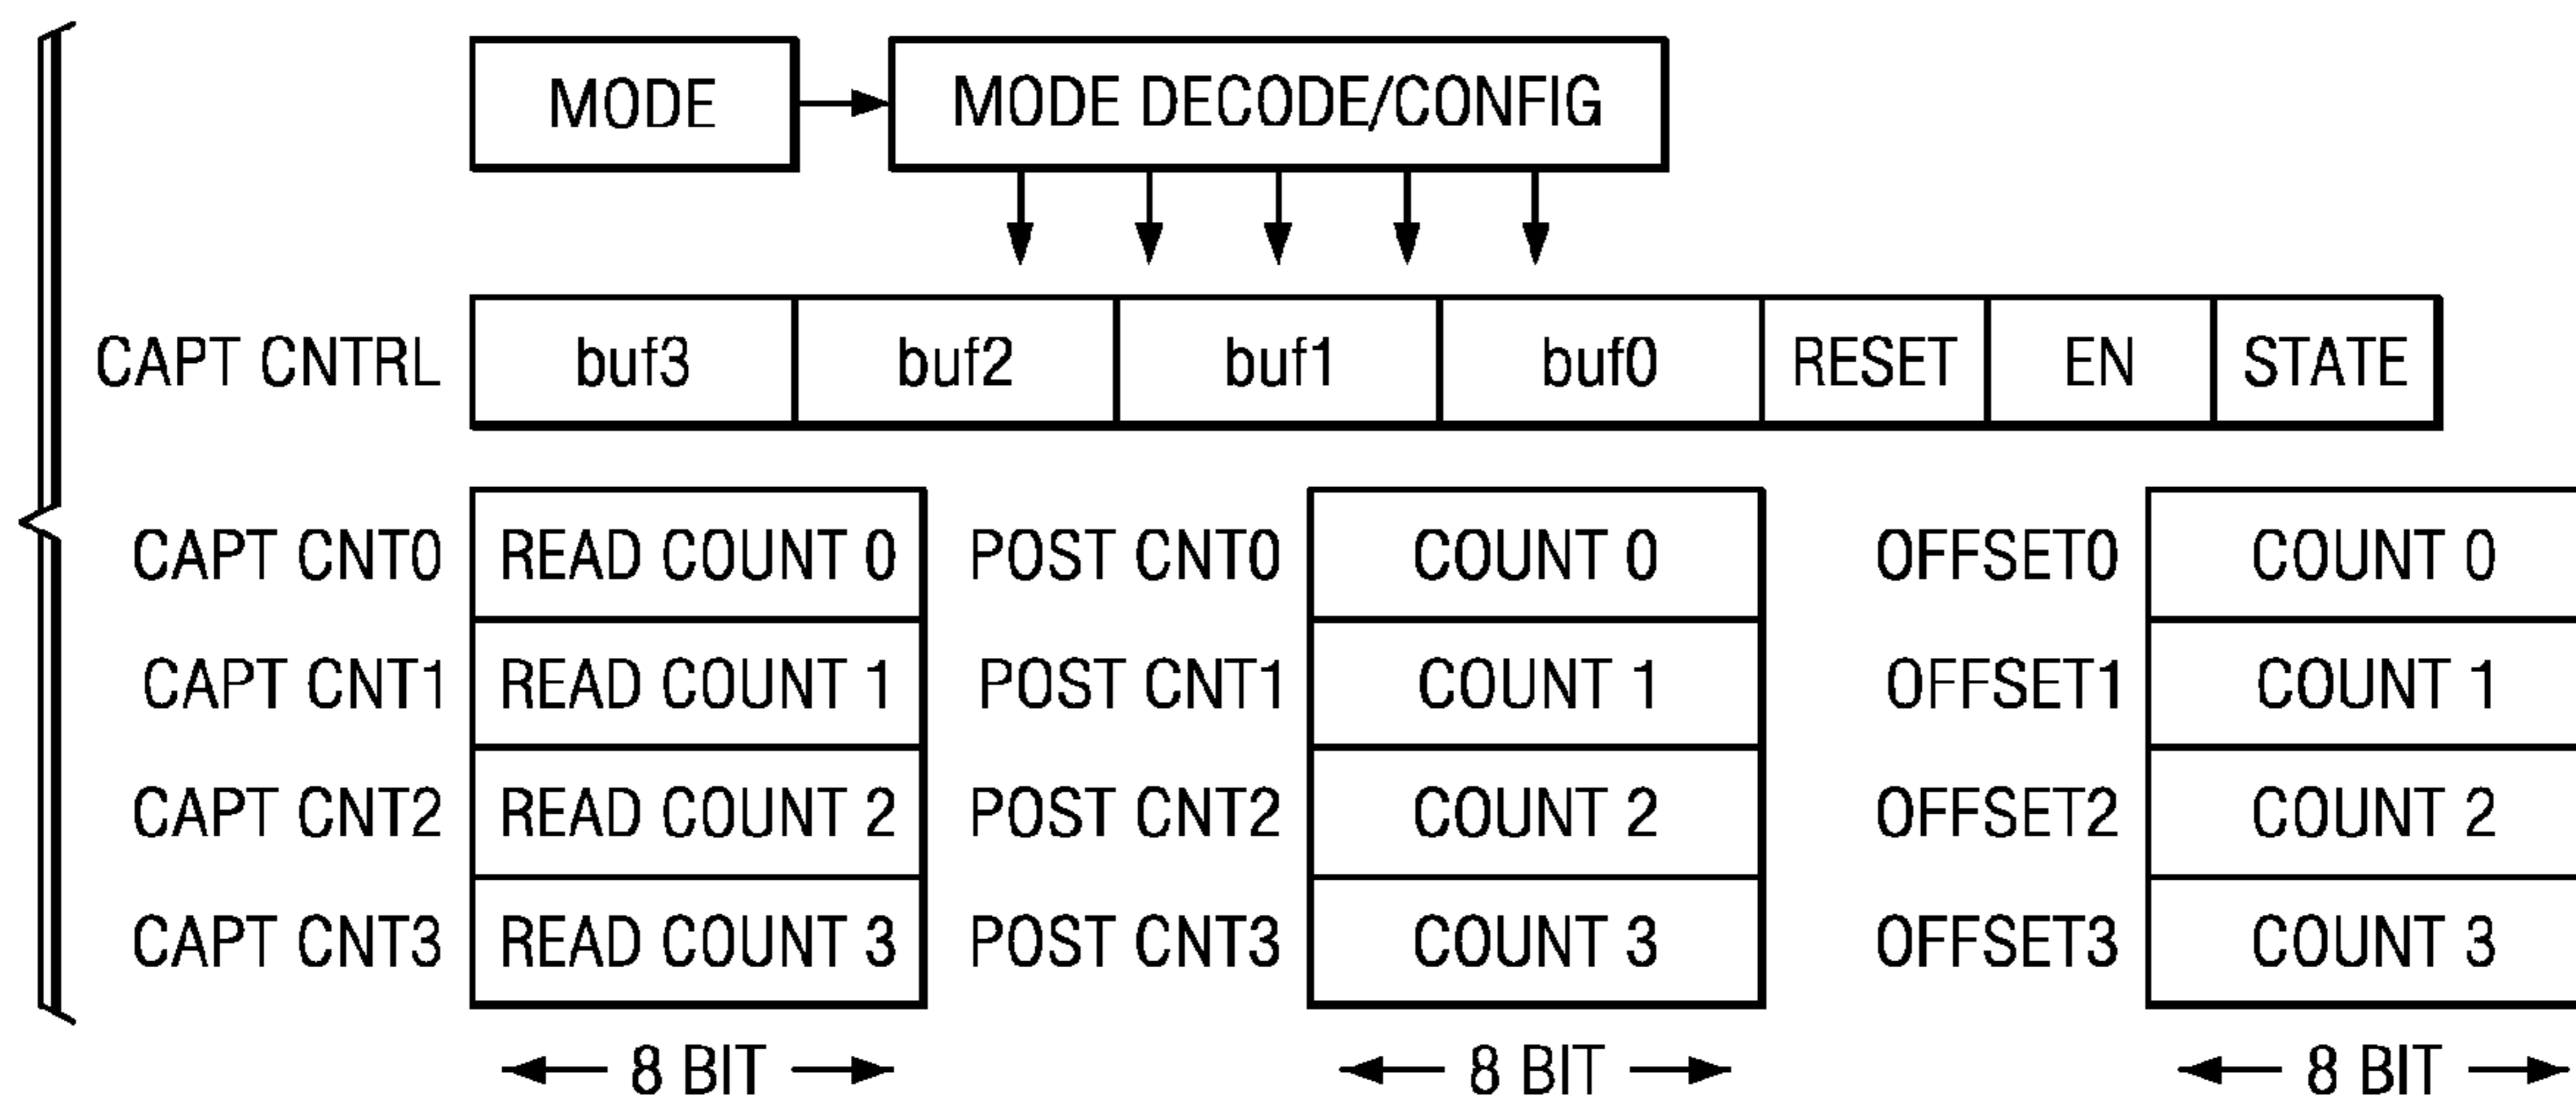 MODE MODE DECODE/CONFIG
CAPT CNTRL buf3 buf2 buf1 buf0 RESET EN STATE
CAPT CNT0 READ COUNT 0 POST CNT0 COUNT 0 OFFSET0 COUNT 0
CAPT CNT1 READ COUNT 1 POST CNT1 COUNT 1 OFFSET1 COUNT 1
CAPT CNT2 READ COUNT 2 POST CNT2 COUNT 2 OFFSET2 COUNT 2
CAPT CNT3 READ COUNT 3 POST CNT3 COUNT 3 OFFSET3 COUNT 3
8 BIT 8 BIT 8 BIT